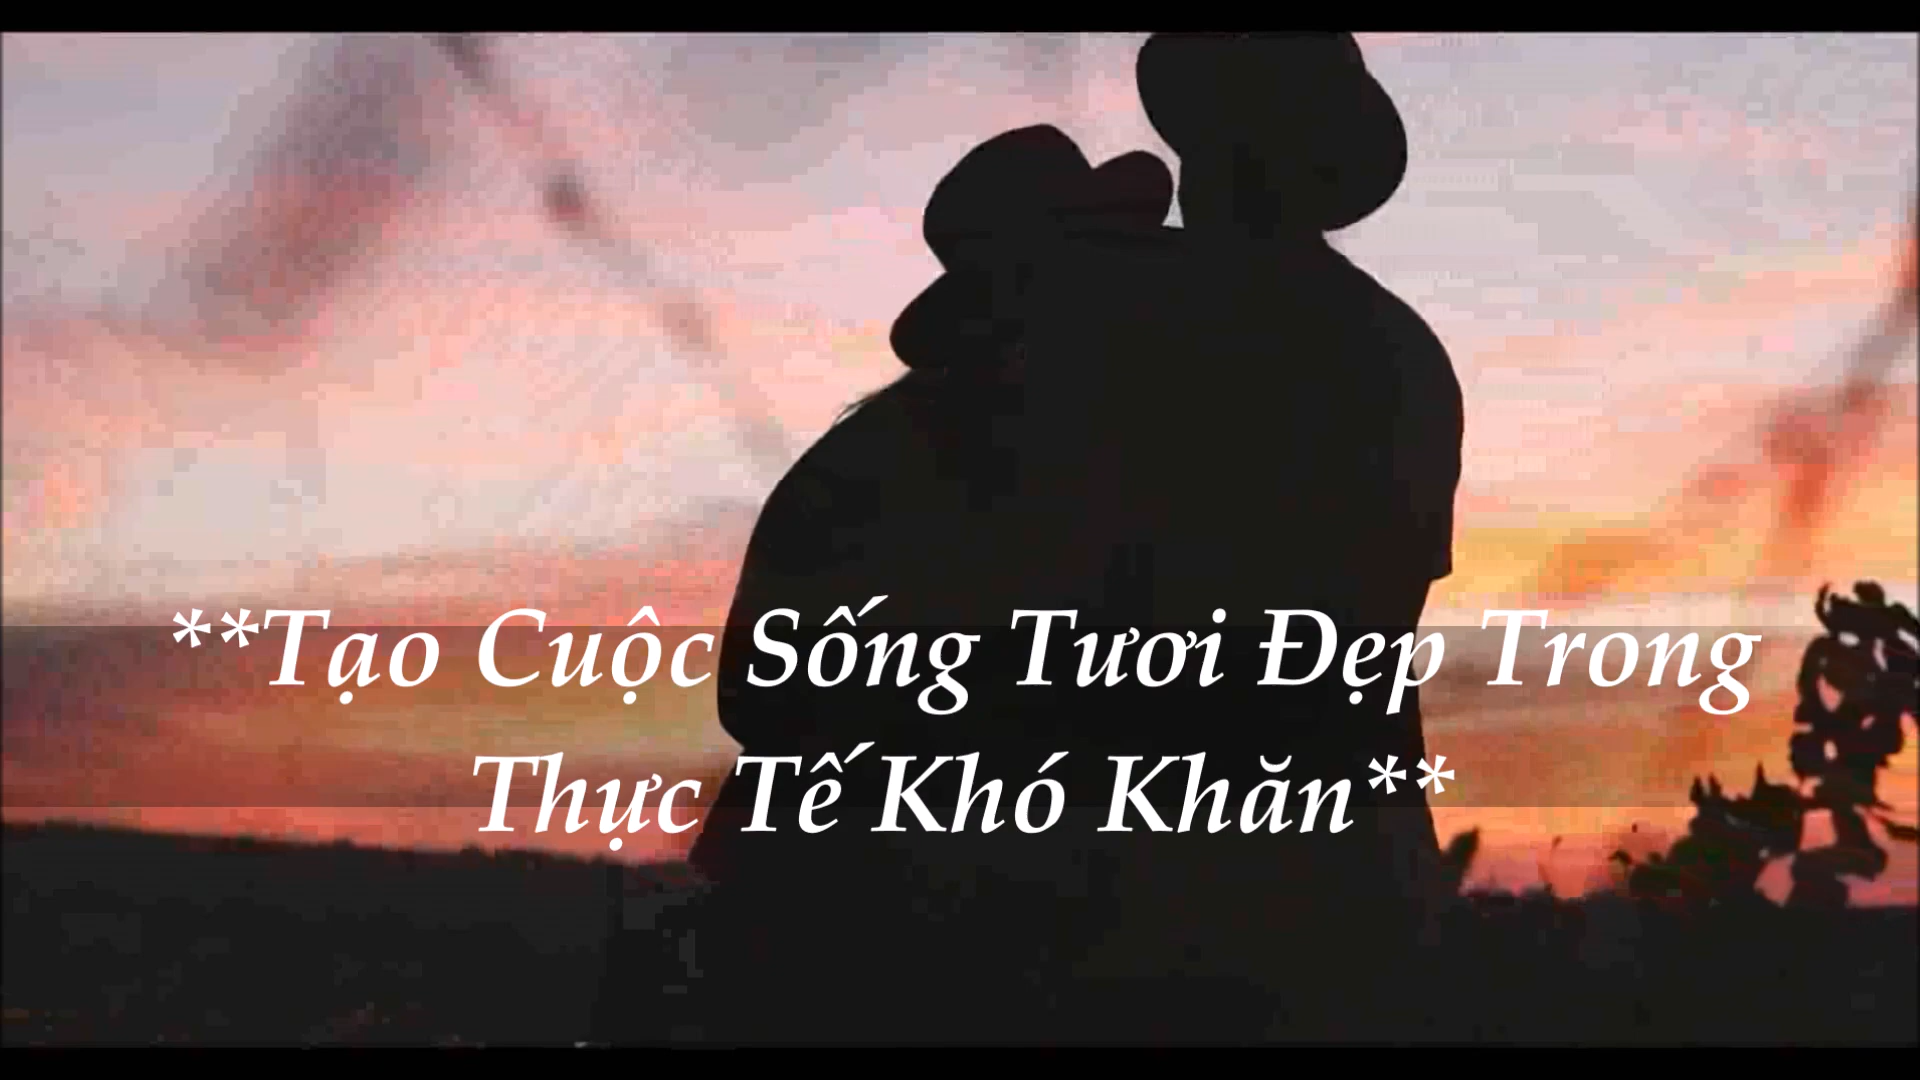 **Tạo Cuộc Sống Tươi Đẹp Trong
Thực Tế Khó Khăn**